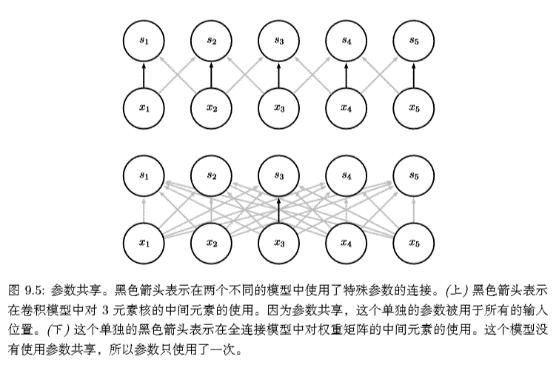 s₁ s₂ s₃ s₄ s₅
x₁ x₂ x₃ x₄ x₅
s₁ s₂ s₃ s₄ s₅
x₁ x₂ x₃ x₄ x₅
图 9.5: 参数共享。黑色箭头表示在两个不同的模型中使用了特殊参数的连接。(上) 黑色箭头表示
在卷积模型中对 3 元素核的中间元素的使用。因为参数共享，这个单独的参数被用于所有的输入
位置。(下) 这个单独的黑色箭头表示在全连接模型中对权重矩阵的中间元素的使用。这个模型
没有使用参数共享，所以参数只使用了一次。